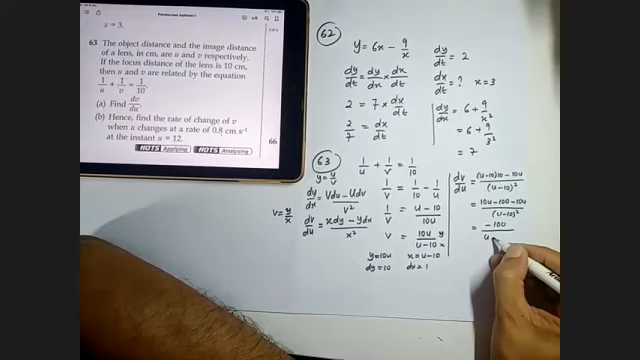 x = 3.
63 The object distance and the image distance
of a lens, in cm, are u and v respectively.
If the focus distance of the lens is 10 cm,
then u and v are related by the equation
1/u + 1/v = 1/10.
(a) Find dv/du.
(b) Hence, find the rate of change of v
when u changes at a rate of 0.8 cm s⁻¹
at the instant u = 12.
HOTS Applying HOTS Analysing
66
62
y = 6x − 9/x
dy/dt = dy/dx × dx/dt
2 = 7 × dx/dt
2/7 = dx/dt
dy/dt = 2
dx/dt = ? x = 3
dy/dx = 6 + 9/x²
= 6 + 9/3²
= 7
63
1/u + 1/v = 1/10
dy/dx = Vdu − Udv / V²
v = y/x
dv/du = xdy − ydx / x²
1/v = 1/10 − 1/u
1/v = u − 10 / 10u
v = 10u / u − 10 y x
y = 10u x = u − 10
dy = 10 dx = 1
dv/du = (u − 10)10 − 10u / (u − 10)²
= 10u − 100 − 10u / (u − 10)²
= −100 / u